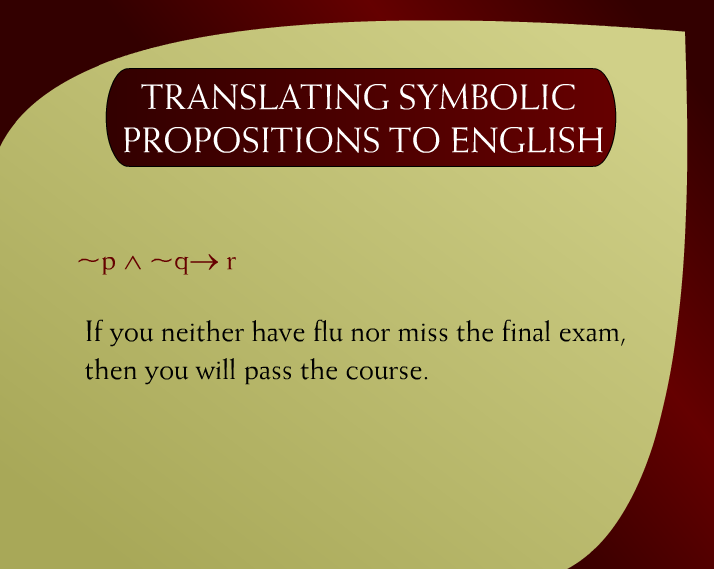 TRANSLATING SYMBOLIC
PROPOSITIONS TO ENGLISH
~p ∧ ~q→ r
If you neither have flu nor miss the final exam,
then you will pass the course.